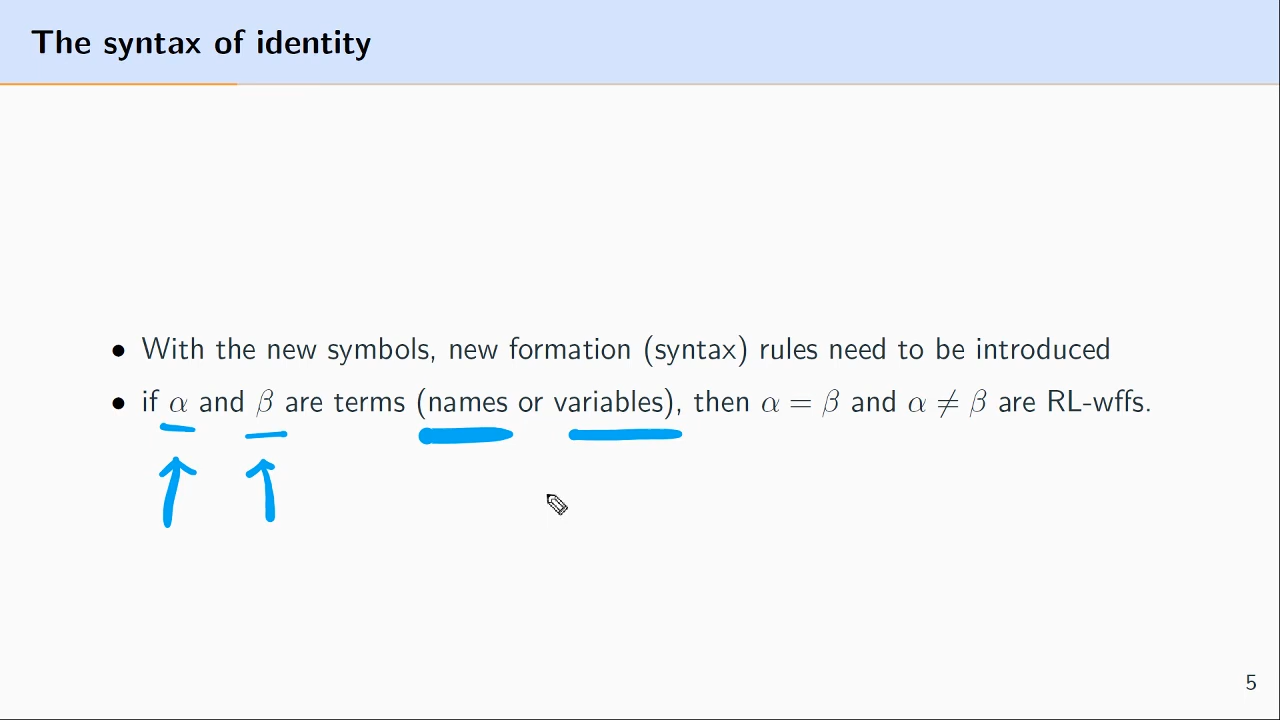 The syntax of identity
• With the new symbols, new formation (syntax) rules need to be introduced
• if α and β are terms (names or variables), then α = β and α ≠ β are RL-wffs.
5